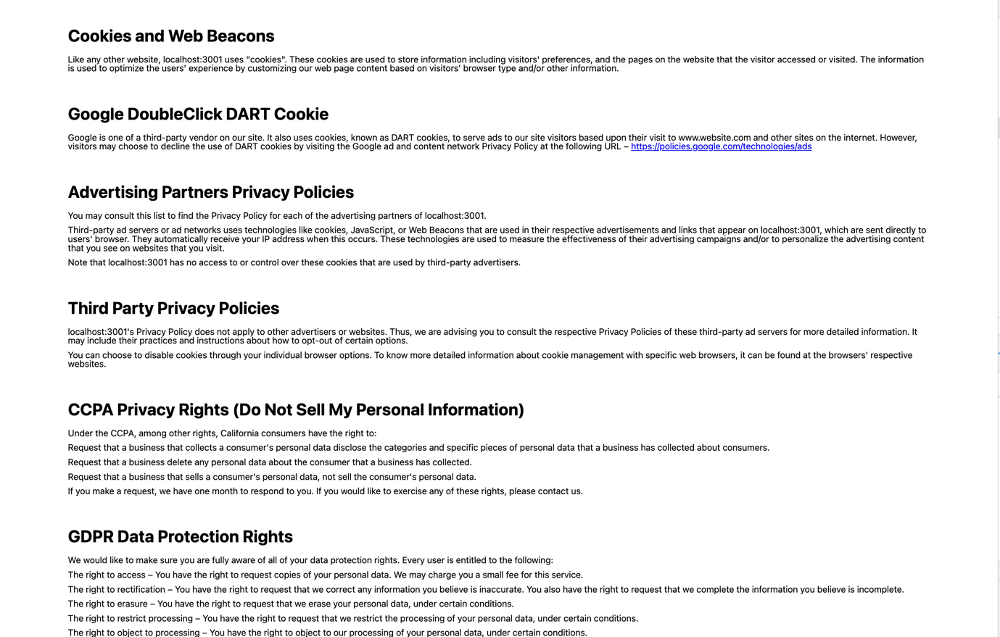 Cookies and Web Beacons
Like any other website, localhost:3001 uses "cookies". These cookies are used to store information including visitors' preferences, and the pages on the website that the visitor accessed or visited. The information
is used to optimize the users' experience by customizing our web page content based on visitors' browser type and/or other information.
Google DoubleClick DART Cookie
Google is one of a third-party vendor on our site. It also uses cookies, known as DART cookies, to serve ads to our site visitors based upon their visit to www.website.com and other sites on the internet. However,
visitors may choose to decline the use of DART cookies by visiting the Google ad and content network Privacy Policy at the following URL – https://policies.google.com/technologies/ads
Advertising Partners Privacy Policies
You may consult this list to find the Privacy Policy for each of the advertising partners of localhost:3001.
Third-party ad servers or ad networks uses technologies like cookies, JavaScript, or Web Beacons that are used in their respective advertisements and links that appear on localhost:3001, which are sent directly to
users' browser. They automatically receive your IP address when this occurs. These technologies are used to measure the effectiveness of their advertising campaigns and/or to personalize the advertising content
that you see on websites that you visit.
Note that localhost:3001 has no access to or control over these cookies that are used by third-party advertisers.
Third Party Privacy Policies
localhost:3001's Privacy Policy does not apply to other advertisers or websites. Thus, we are advising you to consult the respective Privacy Policies of these third-party ad servers for more detailed information. It
may include their practices and instructions about how to opt-out of certain options.
You can choose to disable cookies through your individual browser options. To know more detailed information about cookie management with specific web browsers, it can be found at the browsers' respective
websites.
CCPA Privacy Rights (Do Not Sell My Personal Information)
Under the CCPA, among other rights, California consumers have the right to:
Request that a business that collects a consumer's personal data disclose the categories and specific pieces of personal data that a business has collected about consumers.
Request that a business delete any personal data about the consumer that a business has collected.
Request that a business that sells a consumer's personal data, not sell the consumer's personal data.
If you make a request, we have one month to respond to you. If you would like to exercise any of these rights, please contact us.
GDPR Data Protection Rights
We would like to make sure you are fully aware of all of your data protection rights. Every user is entitled to the following:
The right to access – You have the right to request copies of your personal data. We may charge you a small fee for this service.
The right to rectification – You have the right to request that we correct any information you believe is inaccurate. You also have the right to request that we complete the information you believe is incomplete.
The right to erasure – You have the right to request that we erase your personal data, under certain conditions.
The right to restrict processing – You have the right to request that we restrict the processing of your personal data, under certain conditions.
The right to object to processing – You have the right to object to our processing of your personal data, under certain conditions.